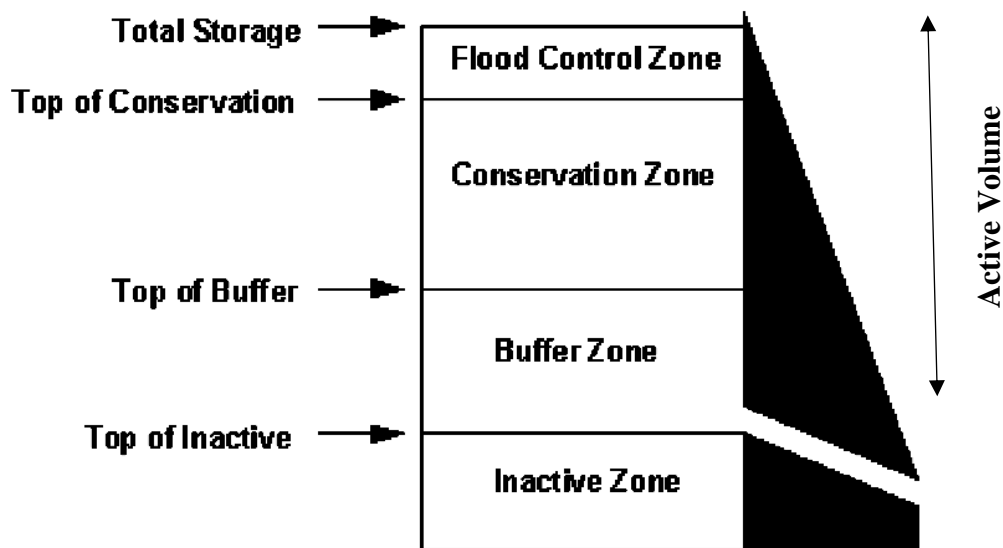 Total Storage
Flood Control Zone
Top of Conservation
Conservation Zone
Active Volume
Top of Buffer
Buffer Zone
Top of Inactive
Inactive Zone